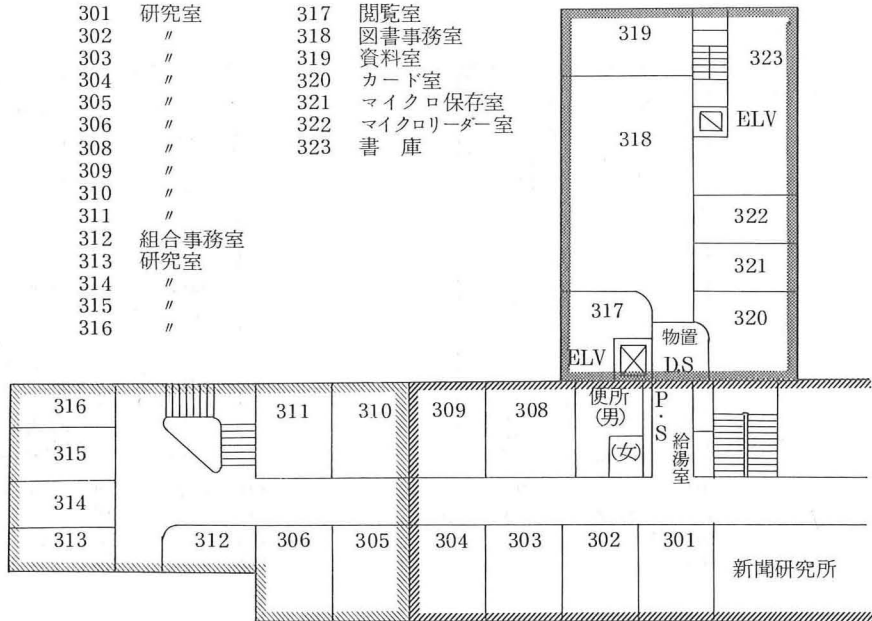 301 研究室
302 〃
303 〃
304 〃
305 〃
306 〃
308 〃
309 〃
310 〃
311 〃
312 組合事務室
313 研究室
314 〃
315 〃
316 〃
317 閲覧室
318 図書事務室
319 資料室
320 カード室
321 マイクロ保存室
322 マイクロリーダー室
323 書 庫
319
323
ELV
318
322
321
317
320
物置
ELV
D.S
316
311
310
309
308
便所
(男)
P・S
315
(女)
給湯室
314
313
312
306
305
304
303
302
301
新聞研究所